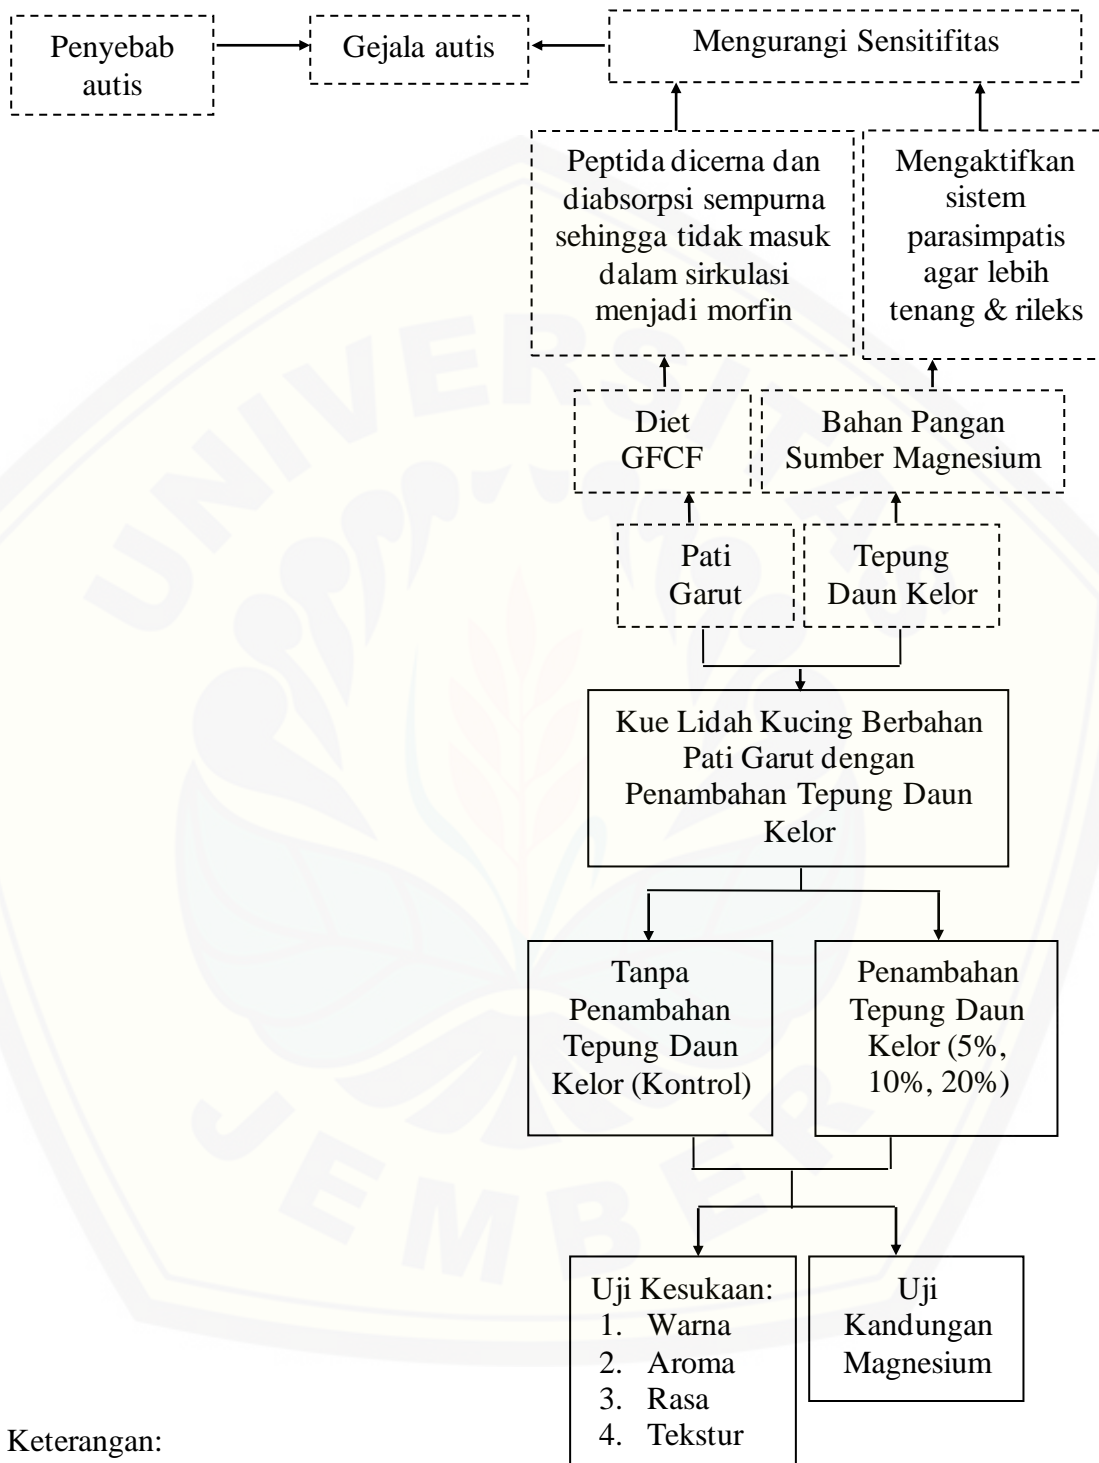 Penyebab
autis
Gejala autis
Mengurangi Sensitifitas
Peptida dicerna dan
diabsorpsi sempurna
sehingga tidak masuk
dalam sirkulasi
menjadi morfin
Mengaktifkan
sistem
parasimpatis
agar lebih
tenang & rileks
Diet
GFCF
Bahan Pangan
Sumber Magnesium
Pati
Garut
Tepung
Daun Kelor
Kue Lidah Kucing Berbahan
Pati Garut dengan
Penambahan Tepung Daun
Kelor
Tanpa
Penambahan
Tepung Daun
Kelor (Kontrol)
Penambahan
Tepung Daun
Kelor (5%,
10%, 20%)
Uji Kesukaan:
1. Warna
2. Aroma
3. Rasa
4. Tekstur
Uji
Kandungan
Magnesium
Keterangan:
UNIVERSITAS
JEMBER